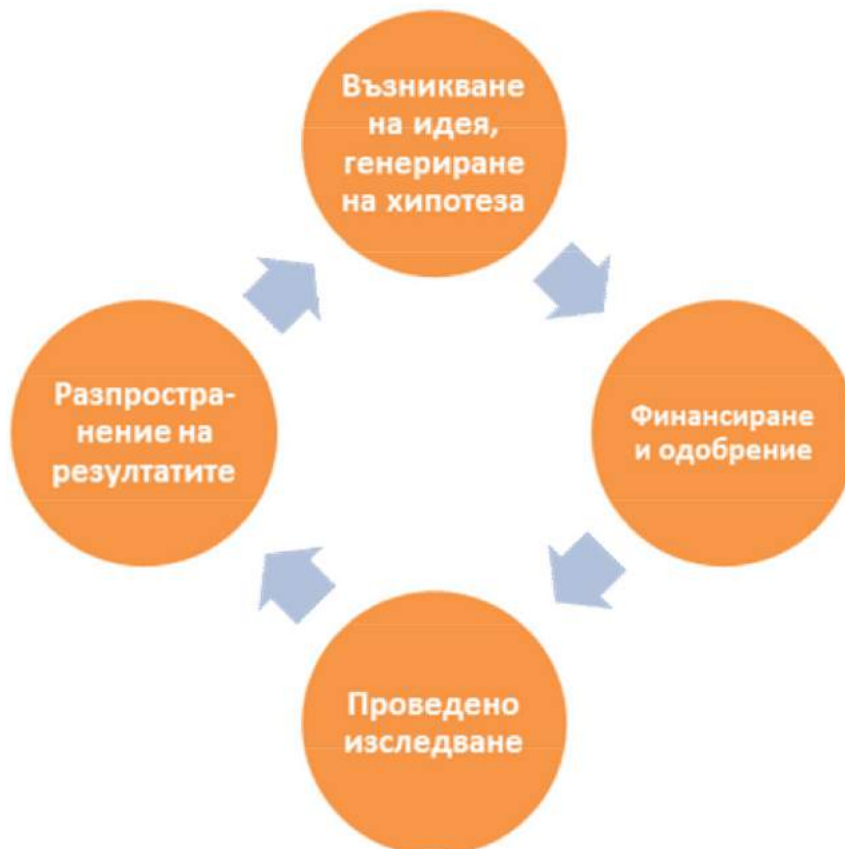 Възникване
на идея,
генериране
на хипотеза
Финансиране
и одобрение
Проведено
изследване
Разпростра-
нение на
резултатите